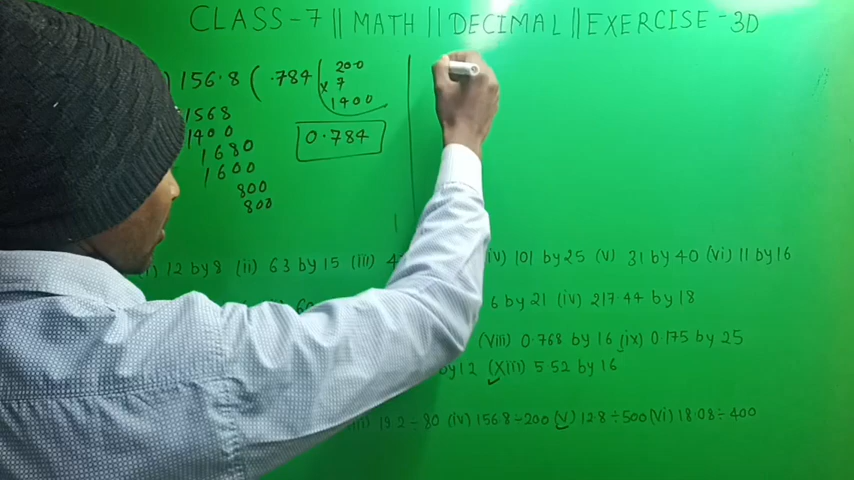 CLASS-7 || MATH || DECIMAL || EXERCISE-3D
) 156.8 ( .784
200
x 7
1400
1568
1400
0.784
1680
1600
800
800
12 by 8 (ii) 63 by 15 (iii) 4 iv) 101 by 25 (v) 31 by 40 (vi) 11 by 16
6 by 21 (iv) 217.44 by 18
(viii) 0.768 by 16 (ix) 0.175 by 25
by 12 (xiii) 5.52 by 16
19.2÷80 (iv) 156.8÷200 (v) 12.8÷500 (vi) 18.08÷400